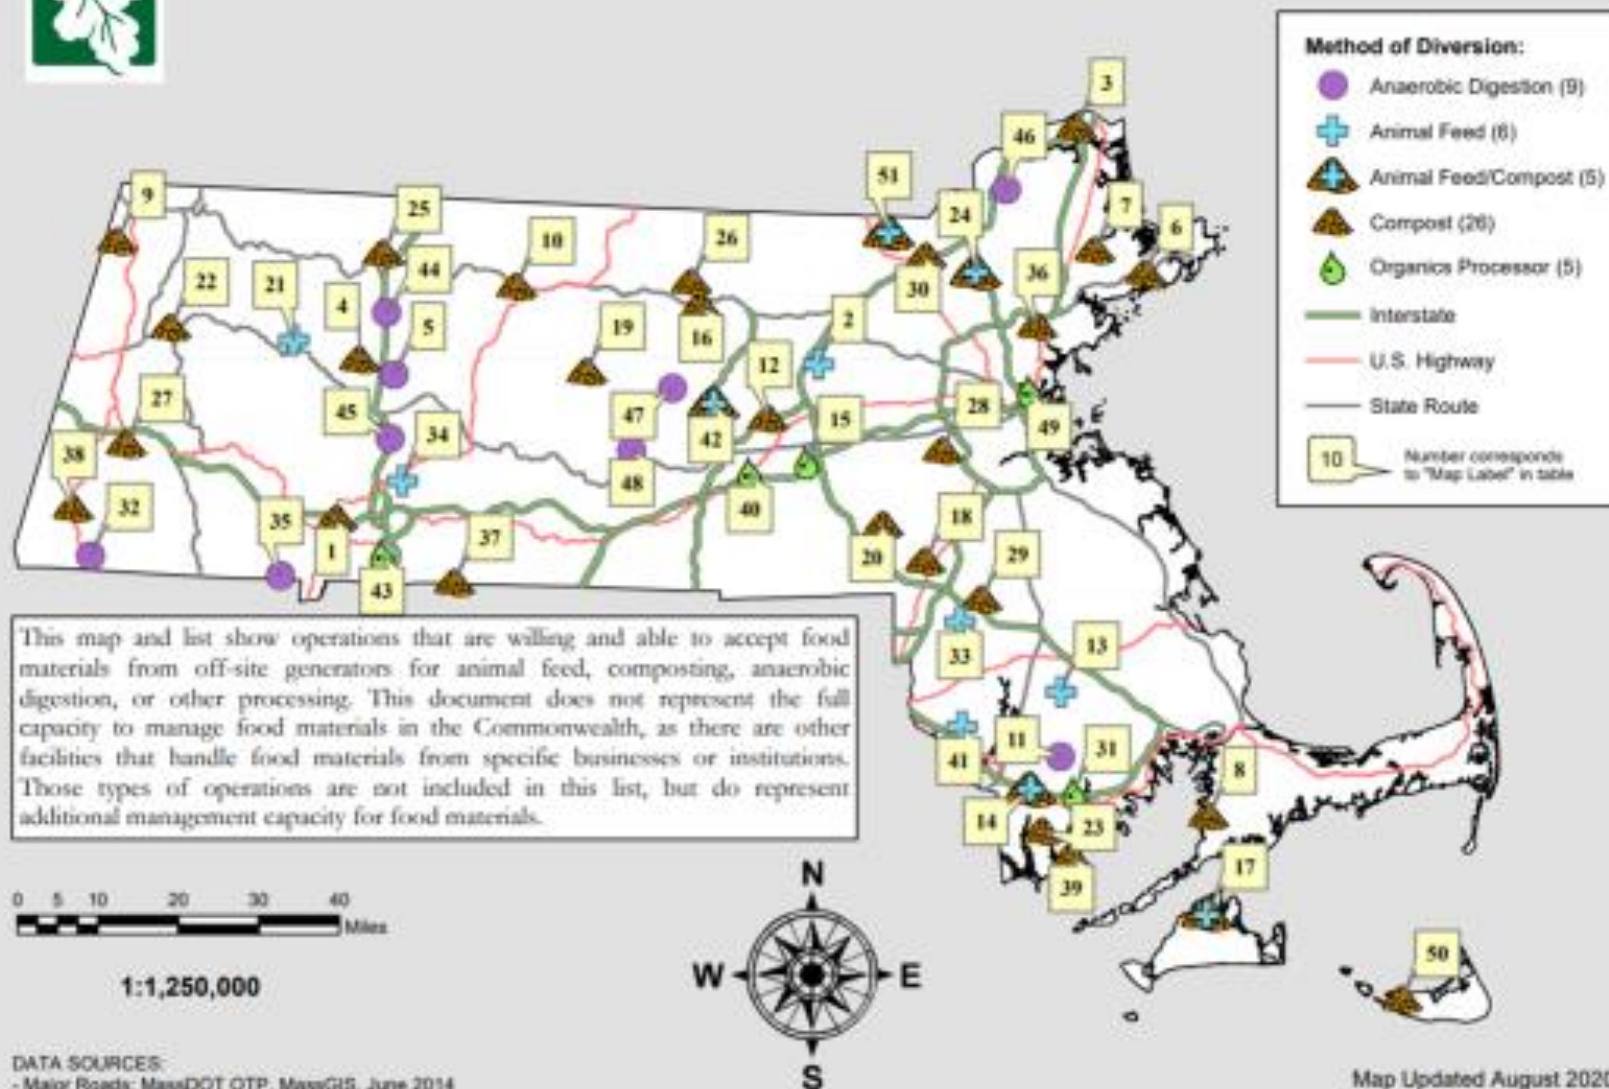 Method of Diversion:
Anaerobic Digestion (9)
Animal Feed (6)
Animal Feed/Compost (5)
Compost (26)
Organics Processor (5)
Interstate
U.S. Highway
State Route
10 Number corresponds
to "Map Label" in table
3
46
51
9
25
24
7
6
10
26
44
22
21
36
4
30
5
19
2
16
12
27
45
34
47
15
28
42
49
38
48
32
40
35
18
37
1
20
29
43
33
13
11
31
41
8
14
23
17
39
50
This map and list show operations that are willing and able to accept food
materials from off-site generators for animal feed, composting, anaerobic
digestion, or other processing. This document does not represent the full
capacity to manage food materials in the Commonwealth, as there are other
facilities that handle food materials from specific businesses or institutions.
Those types of operations are not included in this list, but do represent
additional management capacity for food materials.
0 5 10 20 30 40
Miles
1:1,250,000
N
W E
S
DATA SOURCES:
- Major Roads: MassDOT OTP, MassGIS, June 2014
Map Updated August 2020